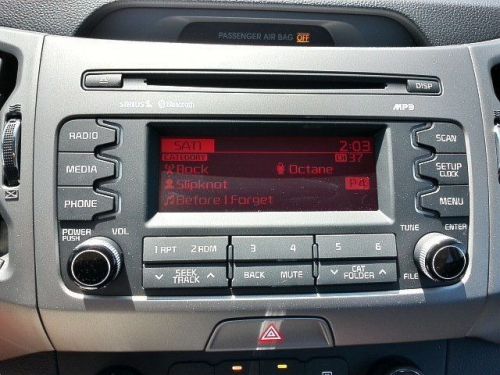 PASSENGER AIR BAG OFF
DISP
SIRIUS Bluetooth
MP3
RADIO
MEDIA
PHONE
SAT1 2:03
CATEGORY CH 37
Rock Octane
Slipknot P4
Before I Forget
SCAN
SETUP
CLOCK
MENU
POWER
PUSH
VOL
TUNE
ENTER
1 RPT 2 RDM 3 4 5 6
SEEK
TRACK
BACK MUTE
CAT
FOLDER
FILE